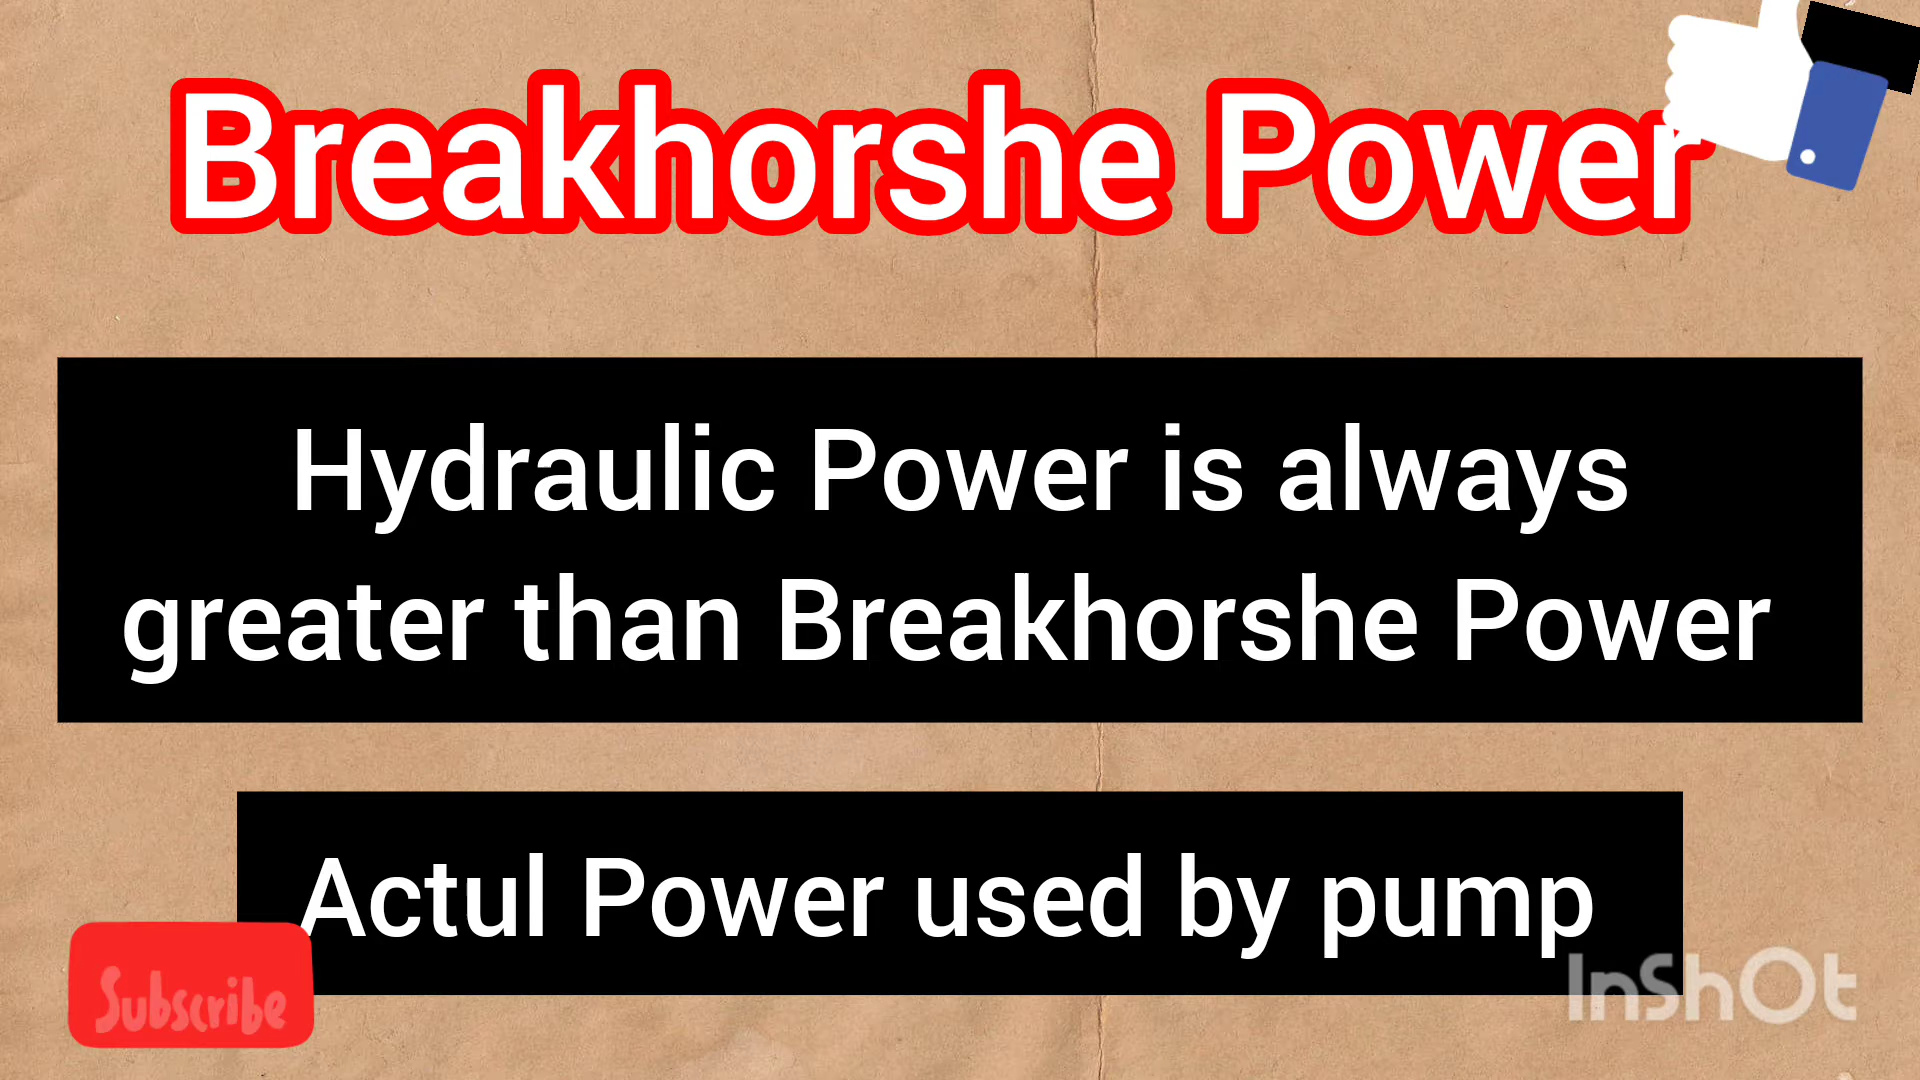 Breakhorshe Power
Hydraulic Power is always
greater than Breakhorshe Power
Actul Power used by pump
Subscribe
InShOt